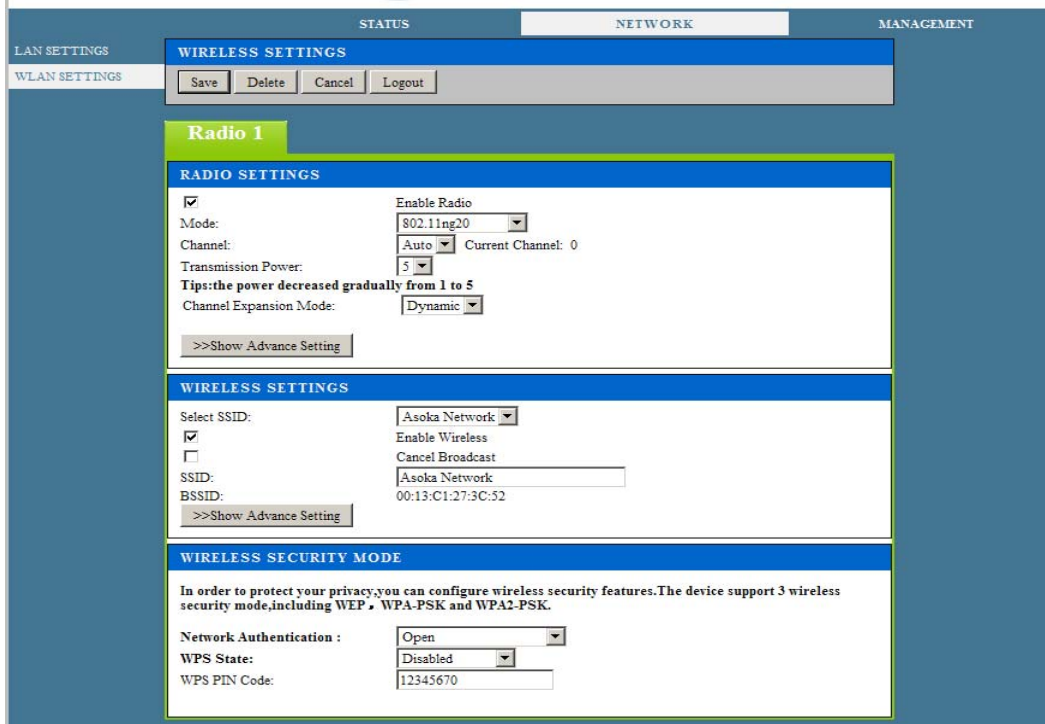 STATUS NETWORK MANAGEMENT
LAN SETTINGS
WLAN SETTINGS
WIRELESS SETTINGS
Save Delete Cancel Logout
Radio 1
RADIO SETTINGS
Enable Radio
Mode: 802.11ng20
Channel: Auto Current Channel: 0
Transmission Power: 5
Tips:the power decreased gradually from 1 to 5
Channel Expansion Mode: Dynamic
>>Show Advance Setting
WIRELESS SETTINGS
Select SSID: Asoka Network
Enable Wireless
Cancel Broadcast
SSID: Asoka Network
BSSID: 00:13:C1:27:3C:52
>>Show Advance Setting
WIRELESS SECURITY MODE
In order to protect your privacy,you can configure wireless security features.The device support 3 wireless
security mode,including WEP 。 WPA-PSK and WPA2-PSK.
Network Authentication : Open
WPS State: Disabled
WPS PIN Code: 12345670